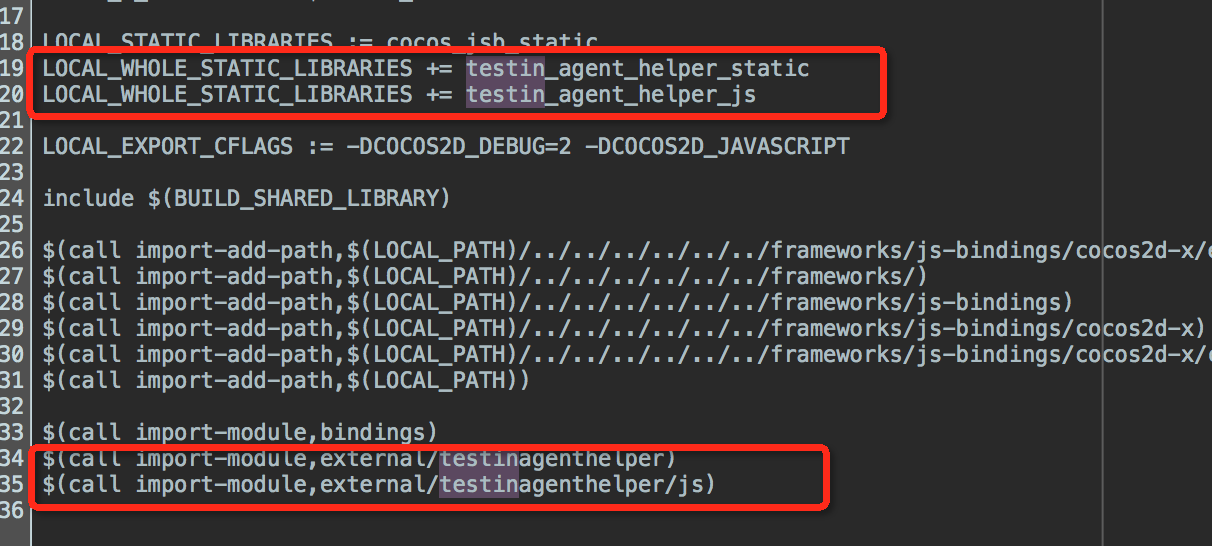 17
18 LOCAL_STATIC_LIBRARIES := cocos_jsb_static
19 LOCAL_WHOLE_STATIC_LIBRARIES += testin_agent_helper_static
20 LOCAL_WHOLE_STATIC_LIBRARIES += testin_agent_helper_js
21
22 LOCAL_EXPORT_CFLAGS := -DCOCOS2D_DEBUG=2 -DCOCOS2D_JAVASCRIPT
23
24 include $(BUILD_SHARED_LIBRARY)
25
26 $(call import-add-path,$(LOCAL_PATH)/../../../../../../frameworks/js-bindings/cocos2d-x/e
27 $(call import-add-path,$(LOCAL_PATH)/../../../../../../frameworks/)
28 $(call import-add-path,$(LOCAL_PATH)/../../../../../../frameworks/js-bindings)
29 $(call import-add-path,$(LOCAL_PATH)/../../../../../../frameworks/js-bindings/cocos2d-x)
30 $(call import-add-path,$(LOCAL_PATH)/../../../../../../frameworks/js-bindings/cocos2d-x/
31 $(call import-add-path,$(LOCAL_PATH))
32
33 $(call import-module,bindings)
34 $(call import-module,external/testinagenthelper)
35 $(call import-module,external/testinagenthelper/js)
36